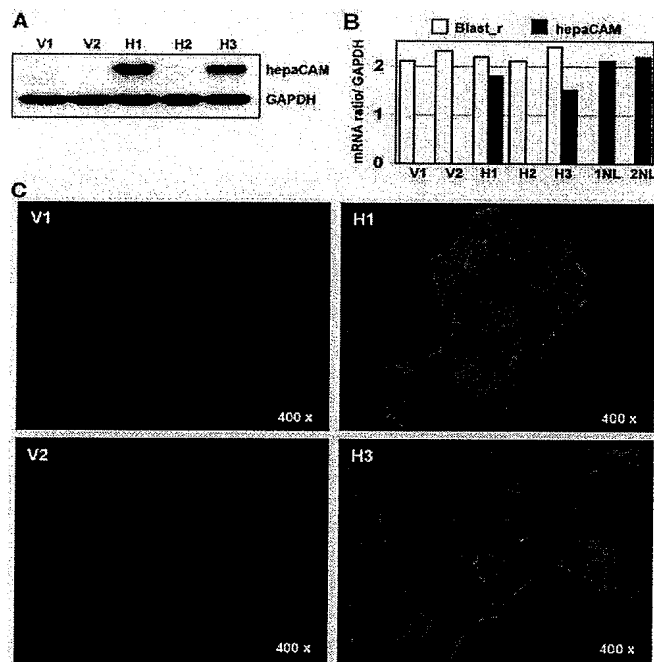 A
V1 V2 H1 H2 H3
hepaCAM
GAPDH
B
Blast_r hepaCAM
mRNA ratio/ GAPDH
2
1
0
V1 V2 H1 H2 H3 1NL 2NL
C
V1
400 x
H1
400 x
V2
400 x
H3
400 x